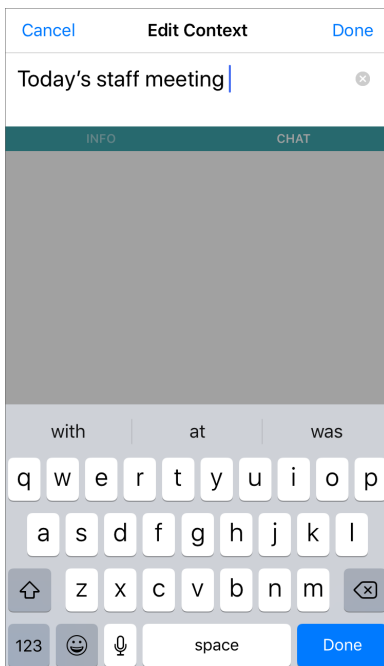 Cancel Edit Context Done
Today's staff meeting
INFO CHAT
with at was
q w e r t y u i o p
a s d f g h j k l
z x c v b n m
123 space Done